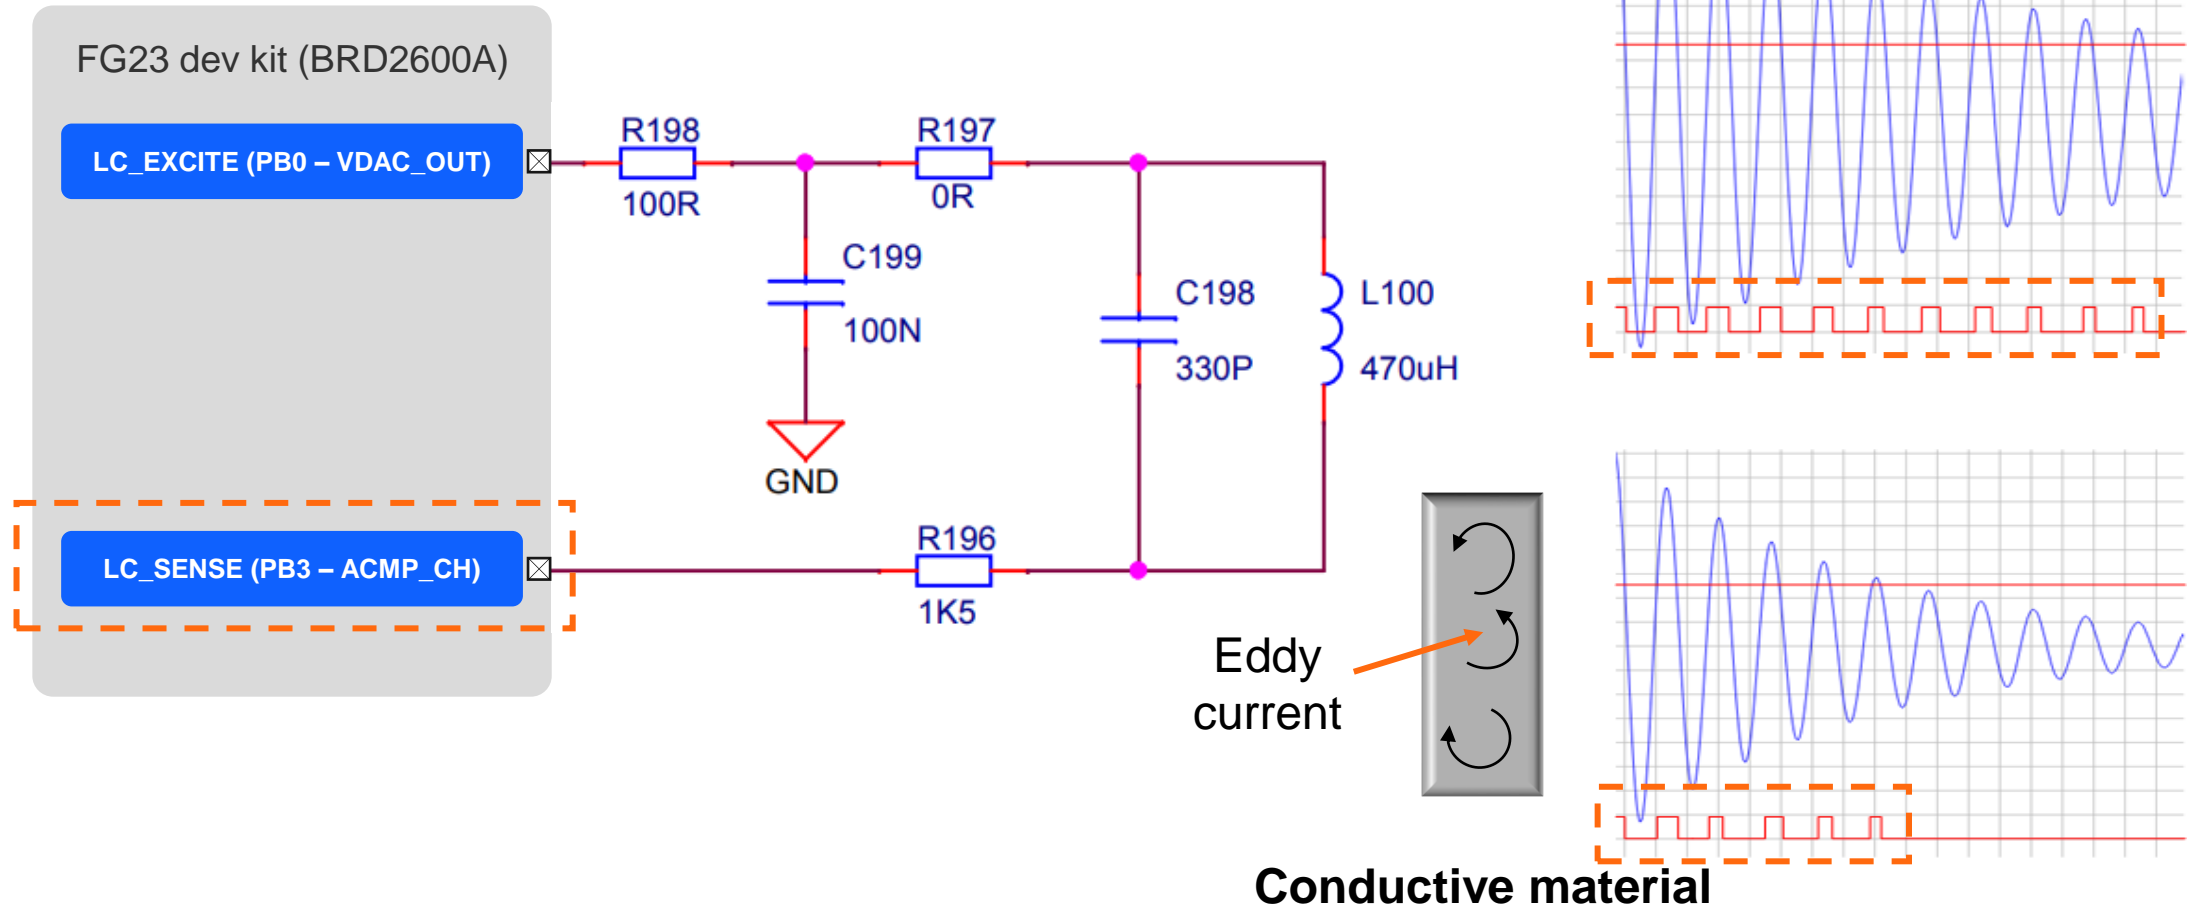 FG23 dev kit (BRD2600A)
LC_EXCITE (PB0 – VDAC_OUT)
R198
100R
R197
0R
C199
100N
GND
C198
330P
L100
470uH
LC_SENSE (PB3 – ACMP_CH)
R196
1K5
Eddy
current
Conductive material